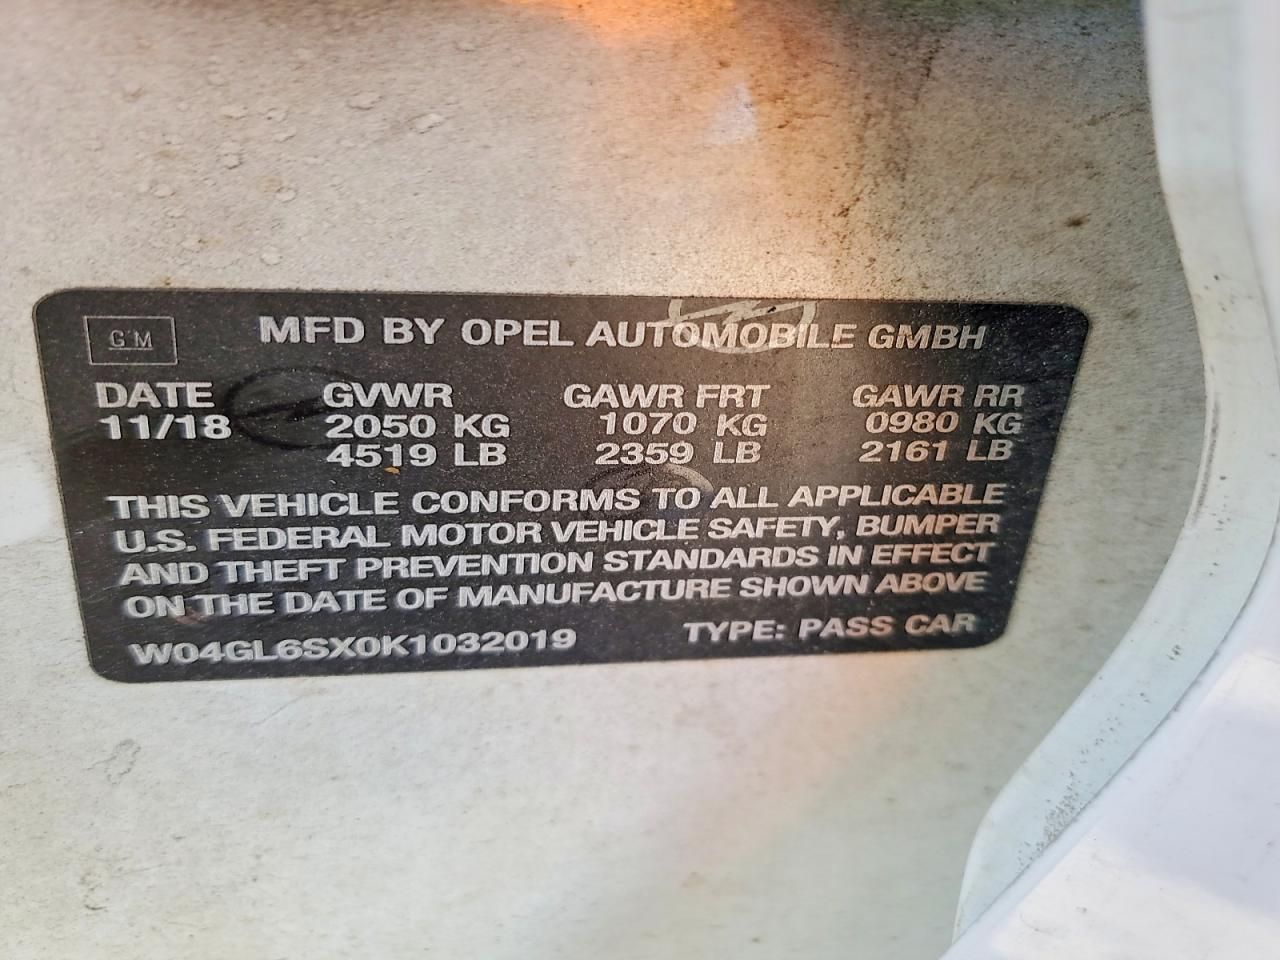 GM MFD BY OPEL AUTOMOBILE GMBH
DATE GVWR GAWR FRT GAWR RR
11/18 2050 KG 1070 KG 0980 KG
4519 LB 2359 LB 2161 LB
THIS VEHICLE CONFORMS TO ALL APPLICABLE
U.S. FEDERAL MOTOR VEHICLE SAFETY, BUMPER
AND THEFT PREVENTION STANDARDS IN EFFECT
ON THE DATE OF MANUFACTURE SHOWN ABOVE
W04GL6SX0K1032019 TYPE: PASS CAR